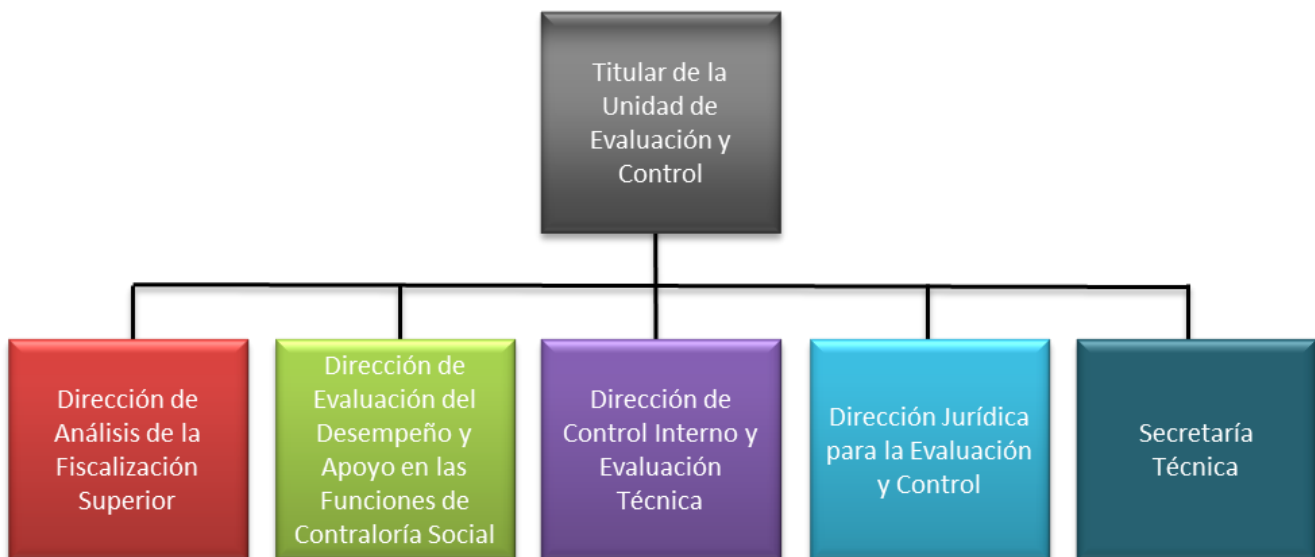 Titular de la
Unidad de
Evaluación y
Control
Dirección de
Análisis de la
Fiscalización
Superior
Dirección de
Evaluación del
Desempeño y
Apoyo en las
Funciones de
Contraloría Social
Dirección de
Control Interno y
Evaluación
Técnica
Dirección Jurídica
para la Evaluación
y Control
Secretaría
Técnica